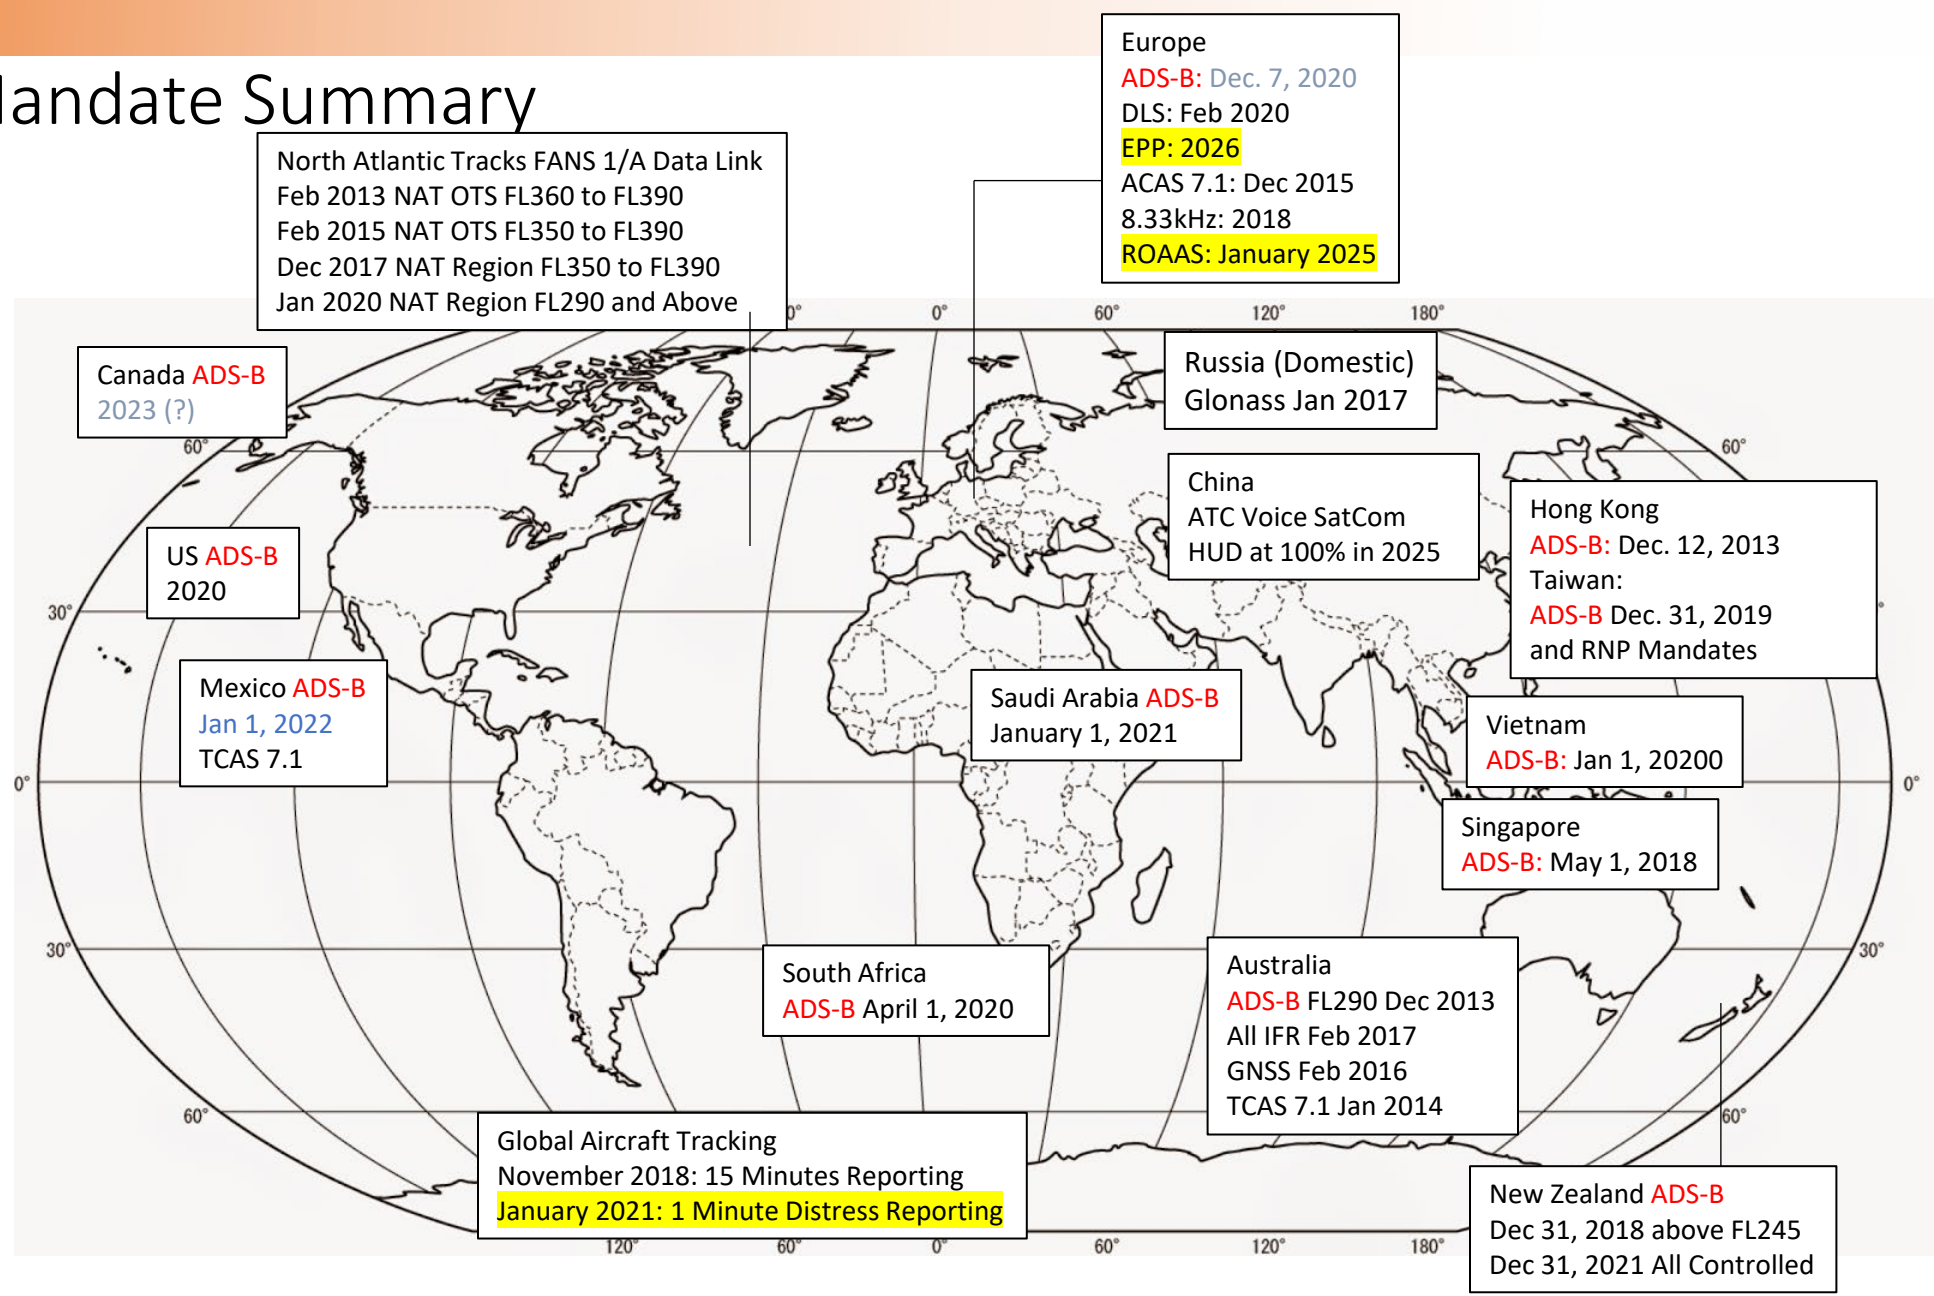 Mandate Summary
Europe
ADS-B: Dec. 7, 2020
DLS: Feb 2020
EPP: 2026
ACAS 7.1: Dec 2015
8.33kHz: 2018
ROAAS: January 2025
North Atlantic Tracks FANS 1/A Data Link
Feb 2013 NAT OTS FL360 to FL390
Feb 2015 NAT OTS FL350 to FL390
Dec 2017 NAT Region FL350 to FL390
Jan 2020 NAT Region FL290 and Above
0° 0° 60° 120° 180°
Canada ADS-B
2023 (?)
Russia (Domestic)
Glonass Jan 2017
60° 60°
China
ATC Voice SatCom
HUD at 100% in 2025
Hong Kong
ADS-B: Dec. 12, 2013
Taiwan:
ADS-B Dec. 31, 2019
and RNP Mandates
US ADS-B
2020
30° °
Mexico ADS-B
Jan 1, 2022
TCAS 7.1
Saudi Arabia ADS-B
January 1, 2021
Vietnam
ADS-B: Jan 1, 20200
0° 0°
Singapore
ADS-B: May 1, 2018
30° 30°
South Africa
ADS-B April 1, 2020
Australia
ADS-B FL290 Dec 2013
All IFR Feb 2017
GNSS Feb 2016
TCAS 7.1 Jan 2014
60° 60°
Global Aircraft Tracking
November 2018: 15 Minutes Reporting
January 2021: 1 Minute Distress Reporting
New Zealand ADS-B
Dec 31, 2018 above FL245
Dec 31, 2021 All Controlled
120° 60° 0° 60° 120° 180°